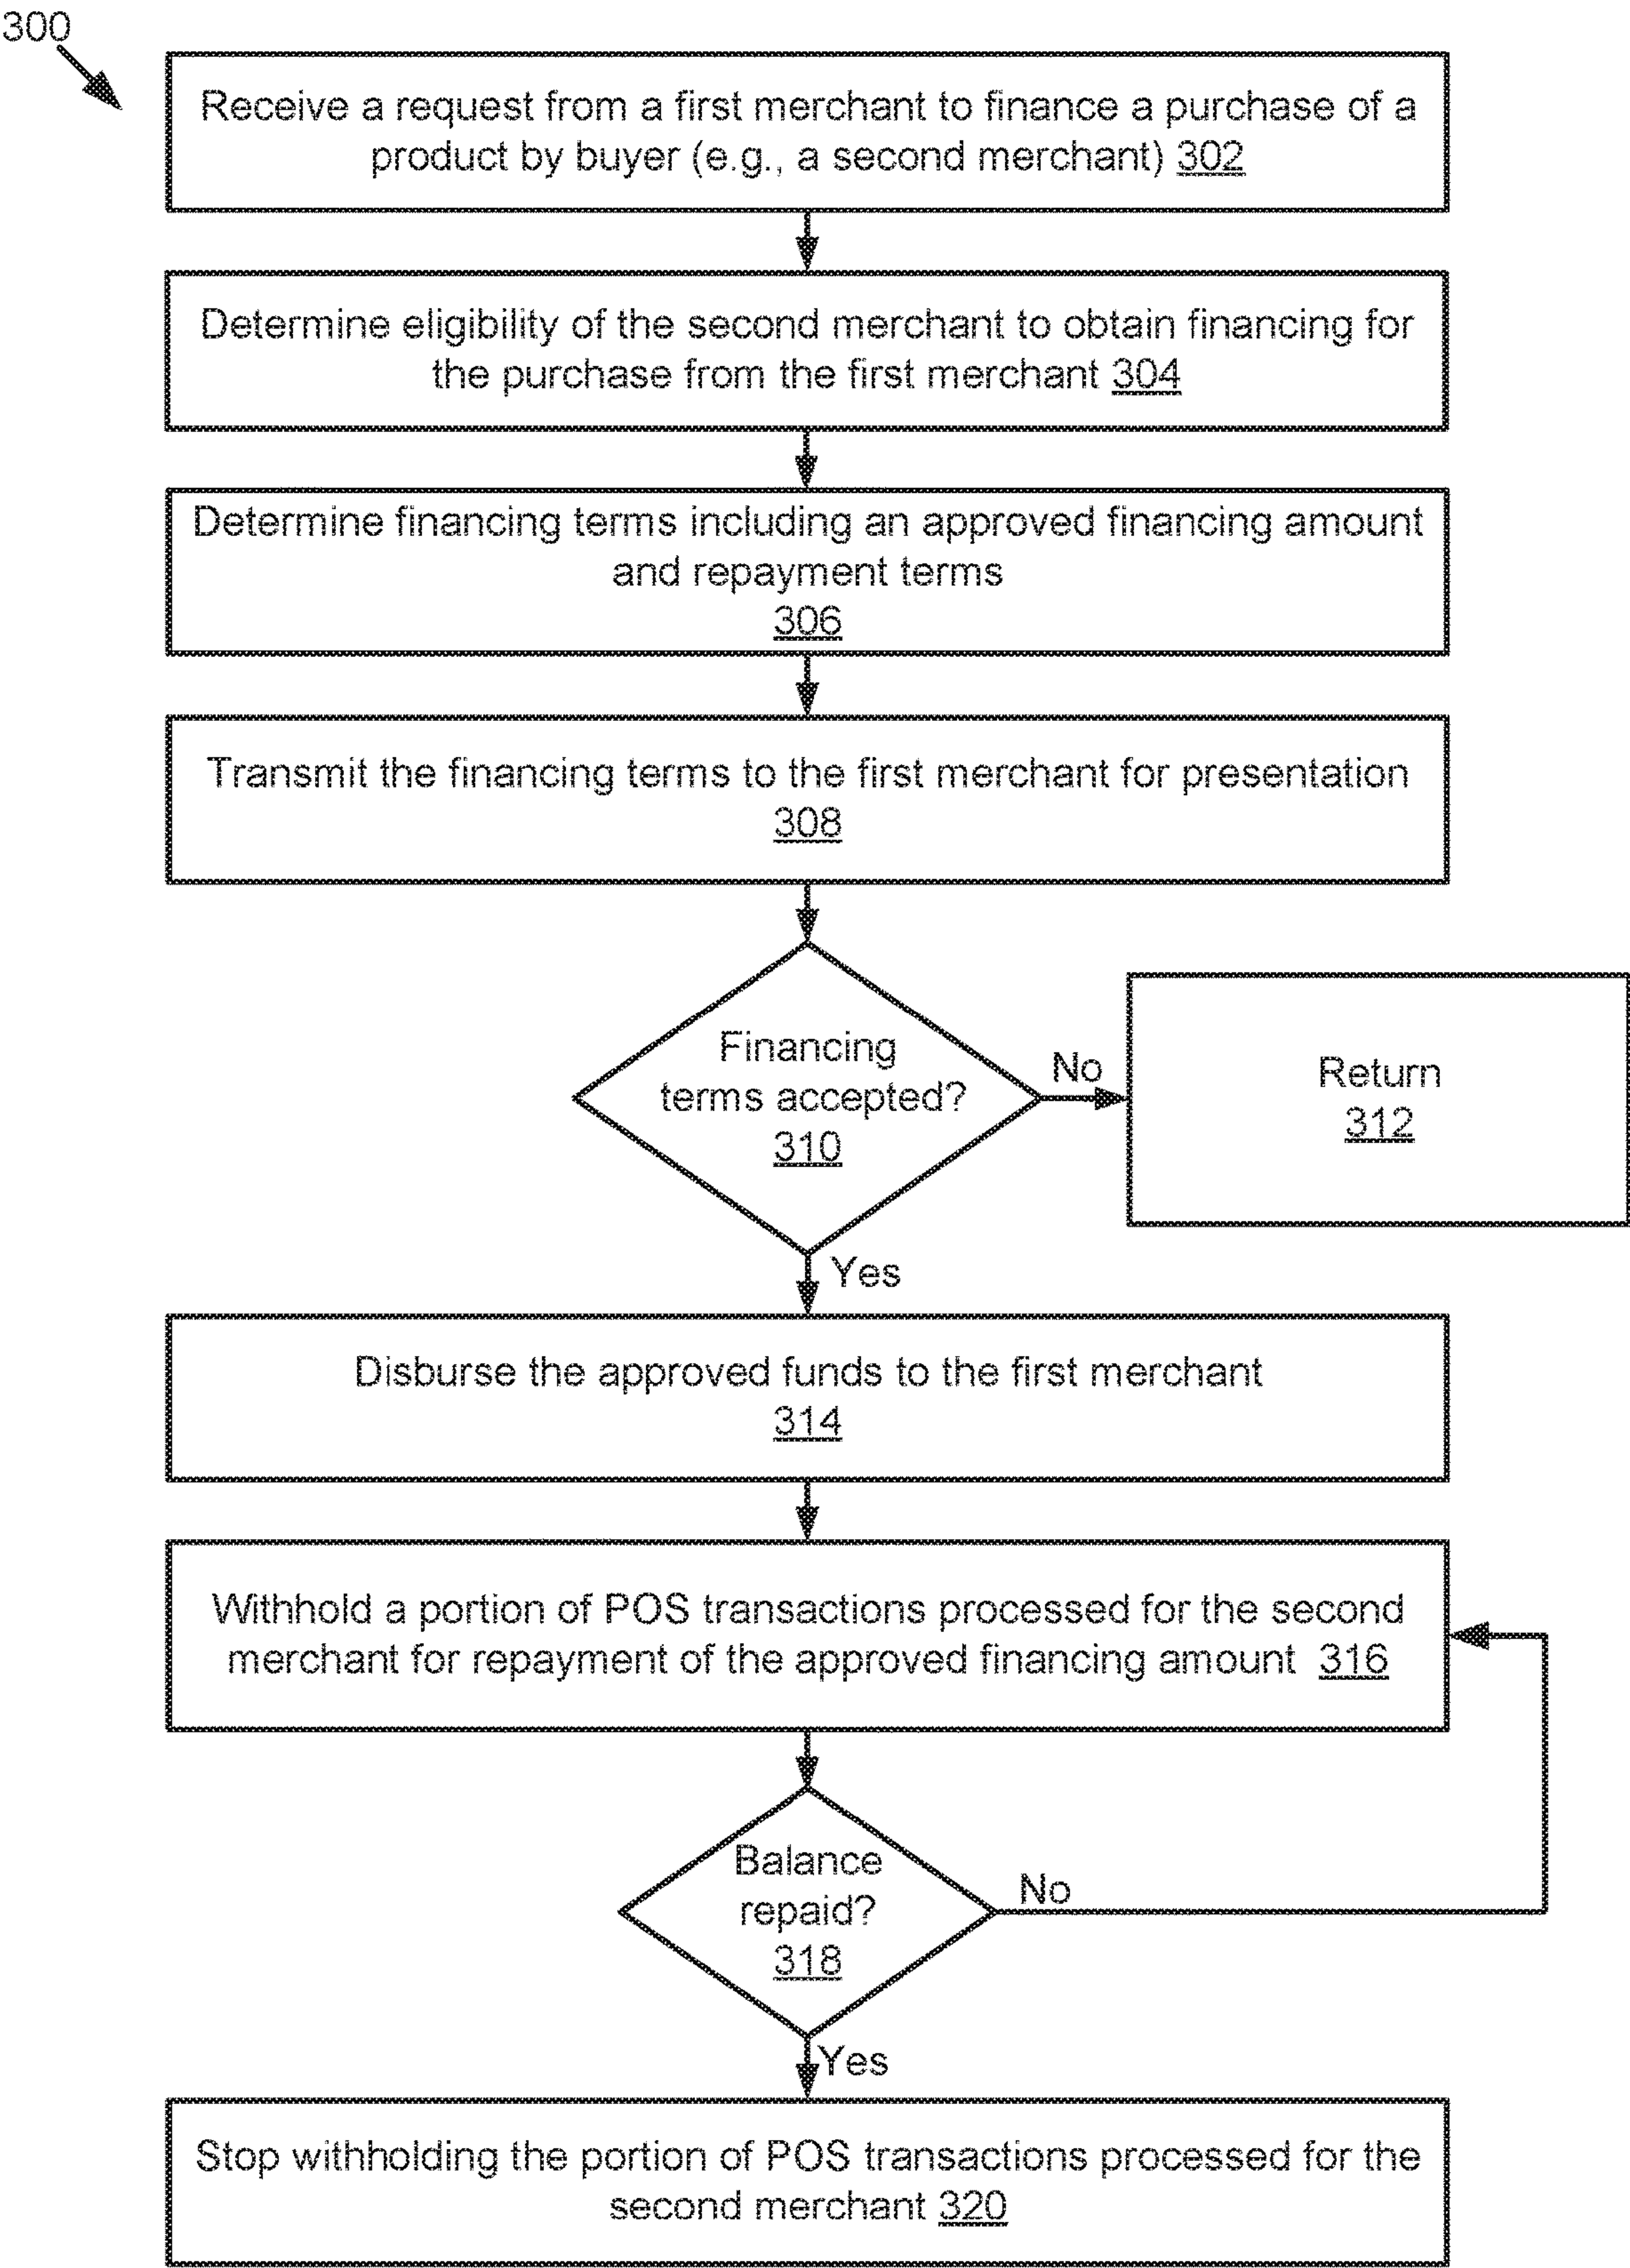 300
Receive a request from a first merchant to finance a purchase of a
product by buyer (e.g., a second merchant) 302
Determine eligibility of the second merchant to obtain financing for
the purchase from the first merchant 304
Determine financing terms including an approved financing amount
and repayment terms
306
Transmit the financing terms to the first merchant for presentation
308
Financing
terms accepted?
310
No
Return
312
Yes
Disburse the approved funds to the first merchant
314
Withhold a portion of POS transactions processed for the second
merchant for repayment of the approved financing amount 316
Balance
repaid?
318
No
Yes
Stop withholding the portion of POS transactions processed for the
second merchant 320